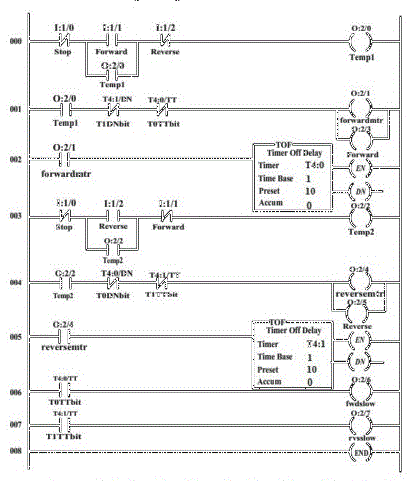 I:1/0 I:1/1 I:1/2 O:2/0
000
Stop Forward Reverse Temp1
O:2/0
Temp1
O:2/0 T4:1/DN T4:0/TT O:2/1
001
Temp1 T1DNbit T0TTbit forwardmtr
O:2/3
Forward
O:2/1
002
forwardmtr
TOF
Timer Off Delay
Timer T4:0
Time Base 1
Preset 10
Accum 0
EN
DN
I:1/0 I:1/2 I:1/1 O:2/2
003
Stop Reverse Forward Temp2
O:2/2
Temp2
O:2/2 T4:0/DN T4:1/TT O:2/4
004
Temp2 T0DNbit T1TTbit reversemtr
O:2/5
Reverse
O:2/4
005
reversemtr
TOF
Timer Off Delay
Timer T4:1
Time Base 1
Preset 10
Accum 0
EN
DN
T4:0/TT O:2/6
006
T0TTbit fwdslow
T4:1/TT O:2/7
007
T1TTbit rvsslow
008 END